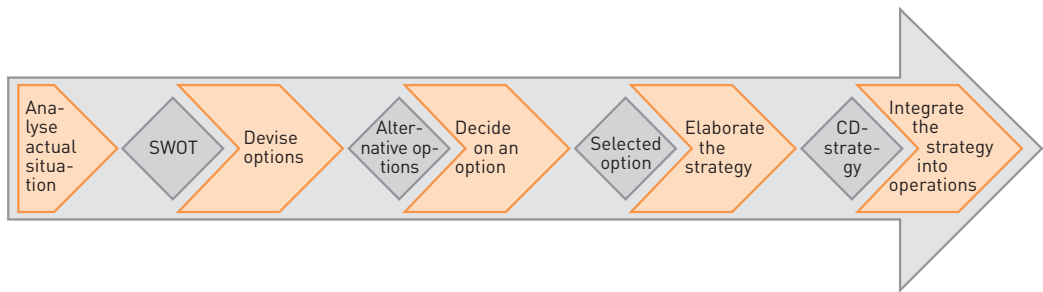 Ana-
lyse
actual
situa-
tion
SWOT
Devise
options
Alter-
native op-
tions
Decide
on an
option
Selected
option
Elaborate
the
strategy
CD-
strate-
gy
Integrate
the
strategy
into
operations